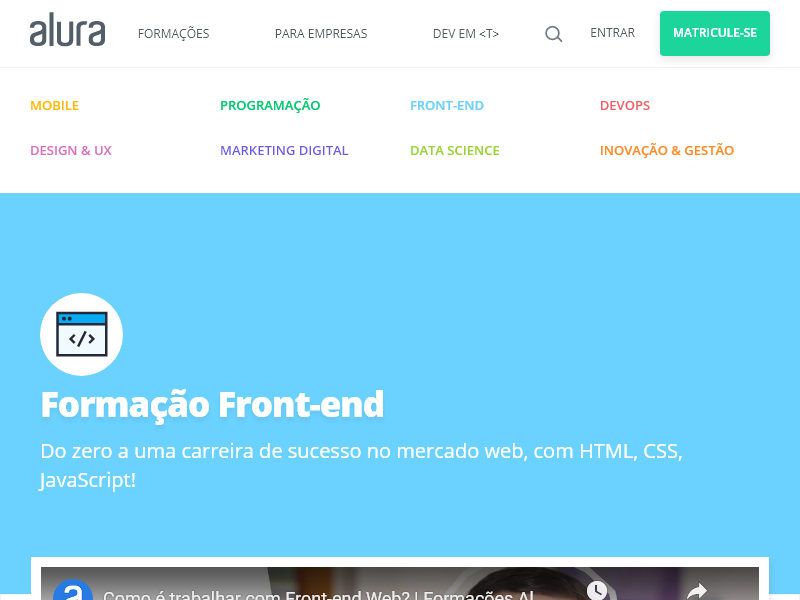 alura
FORMAÇÕES
PARA EMPRESAS
DEV EM <T>
ENTRAR
MATRICULE-SE
MOBILE
PROGRAMAÇÃO
FRONT-END
DEVOPS
DESIGN & UX
MARKETING DIGITAL
DATA SCIENCE
INOVAÇÃO & GESTÃO
</>
Formação Front-end
Do zero a uma carreira de sucesso no mercado web, com HTML, CSS,
JavaScript!
a
Como é trabalhar com Front-end Web? | Formações Al